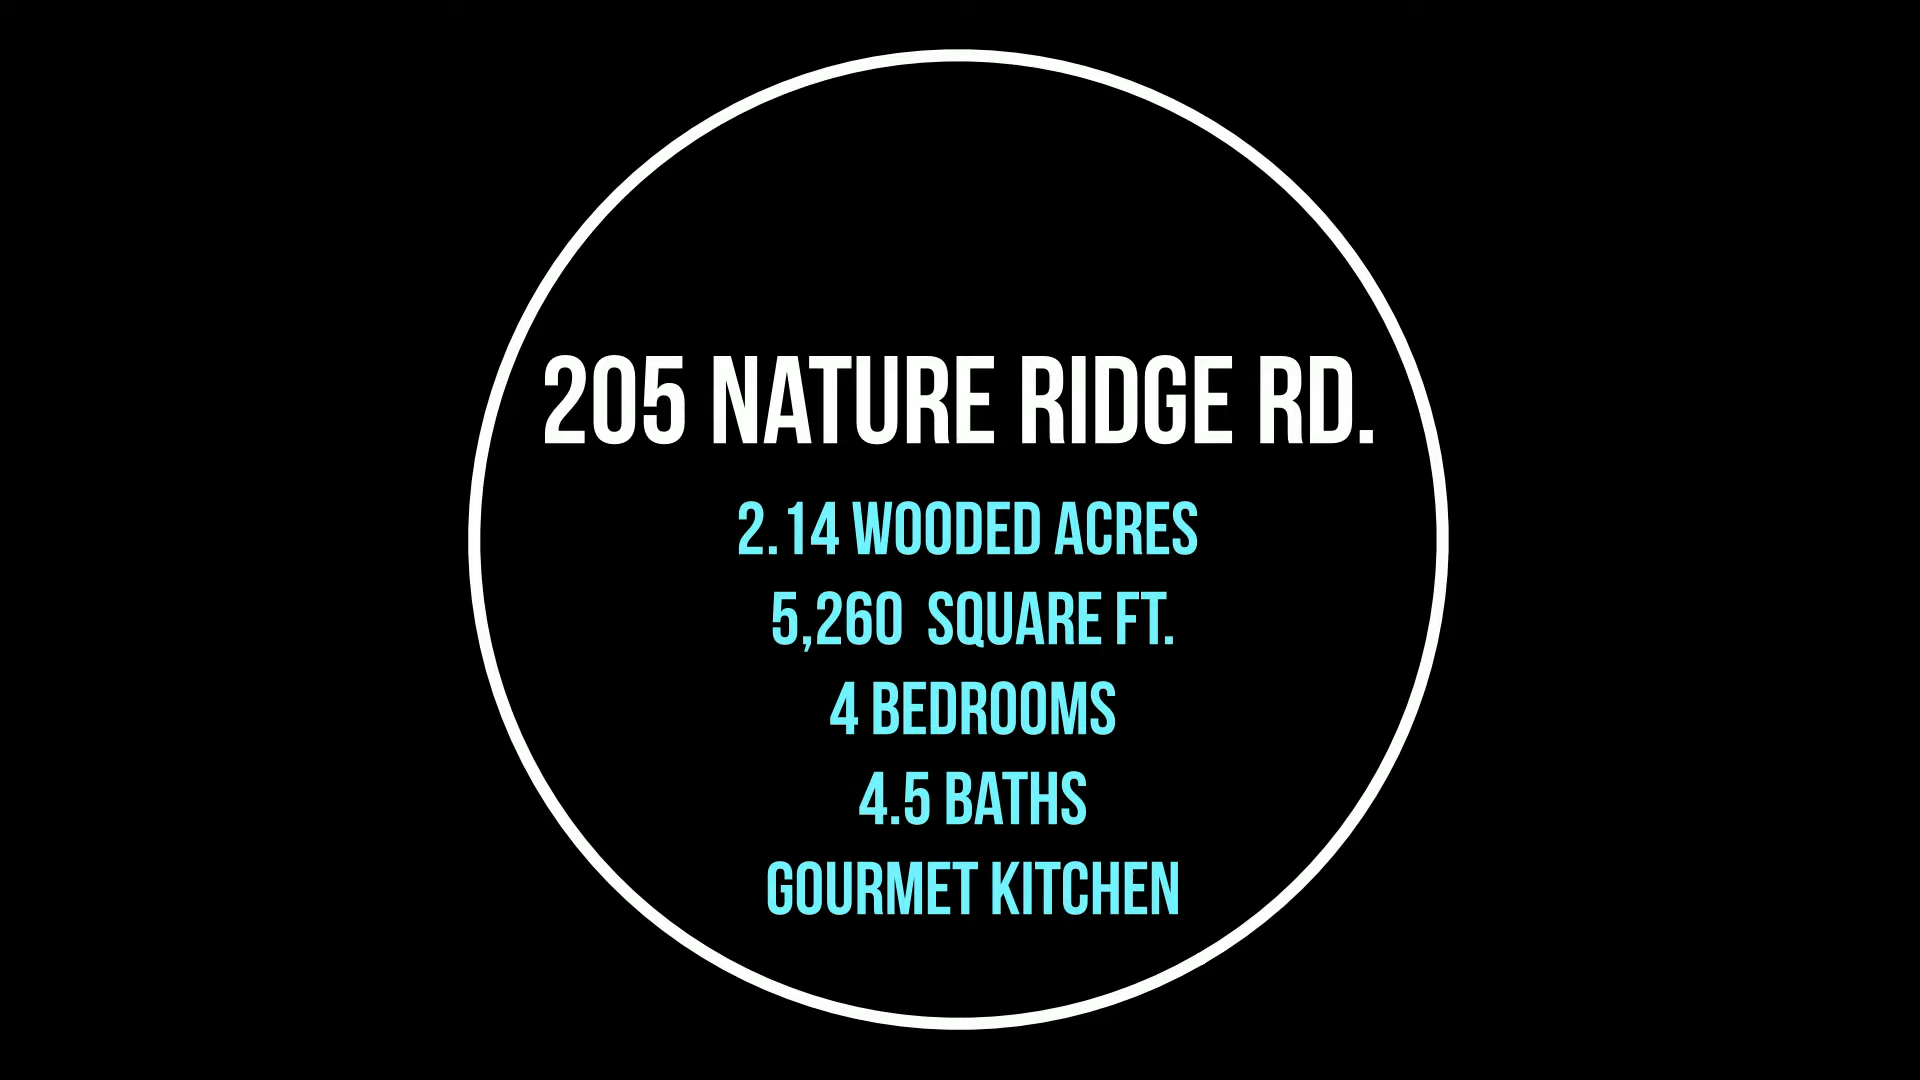 205 NATURE RIDGE RD.
2.14 WOODED ACRES
5,260  SQUARE FT.
4 BEDROOMS
4.5 BATHS
GOURMET KITCHEN